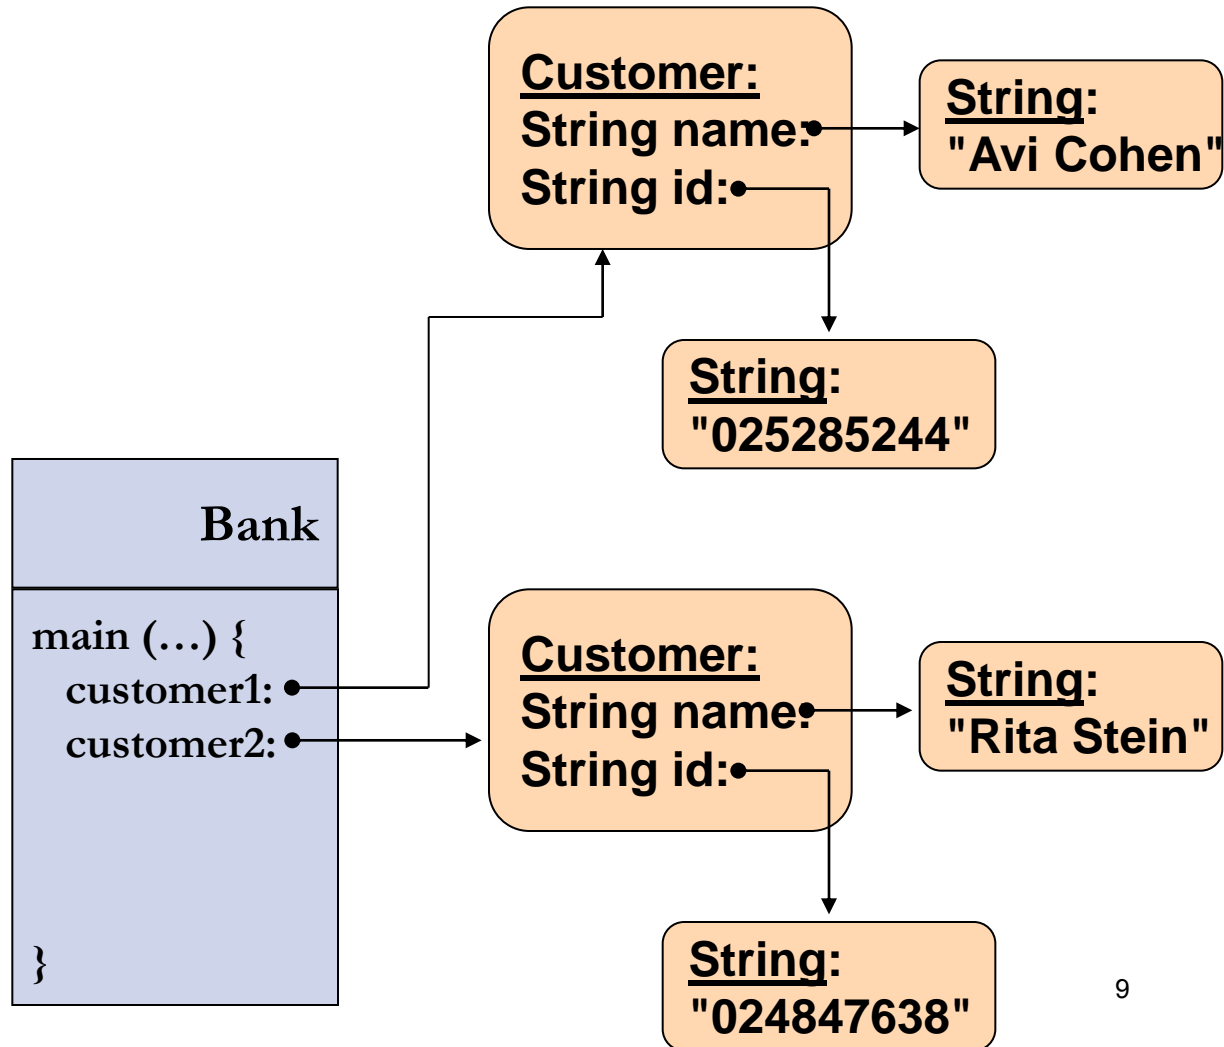 Customer:
String name:
String id:
String:
"Avi Cohen"
String:
"025285244"
Bank
main (…) {
customer1:
customer2:
}
Customer:
String name:
String id:
String:
"Rita Stein"
String:
"024847638"
9